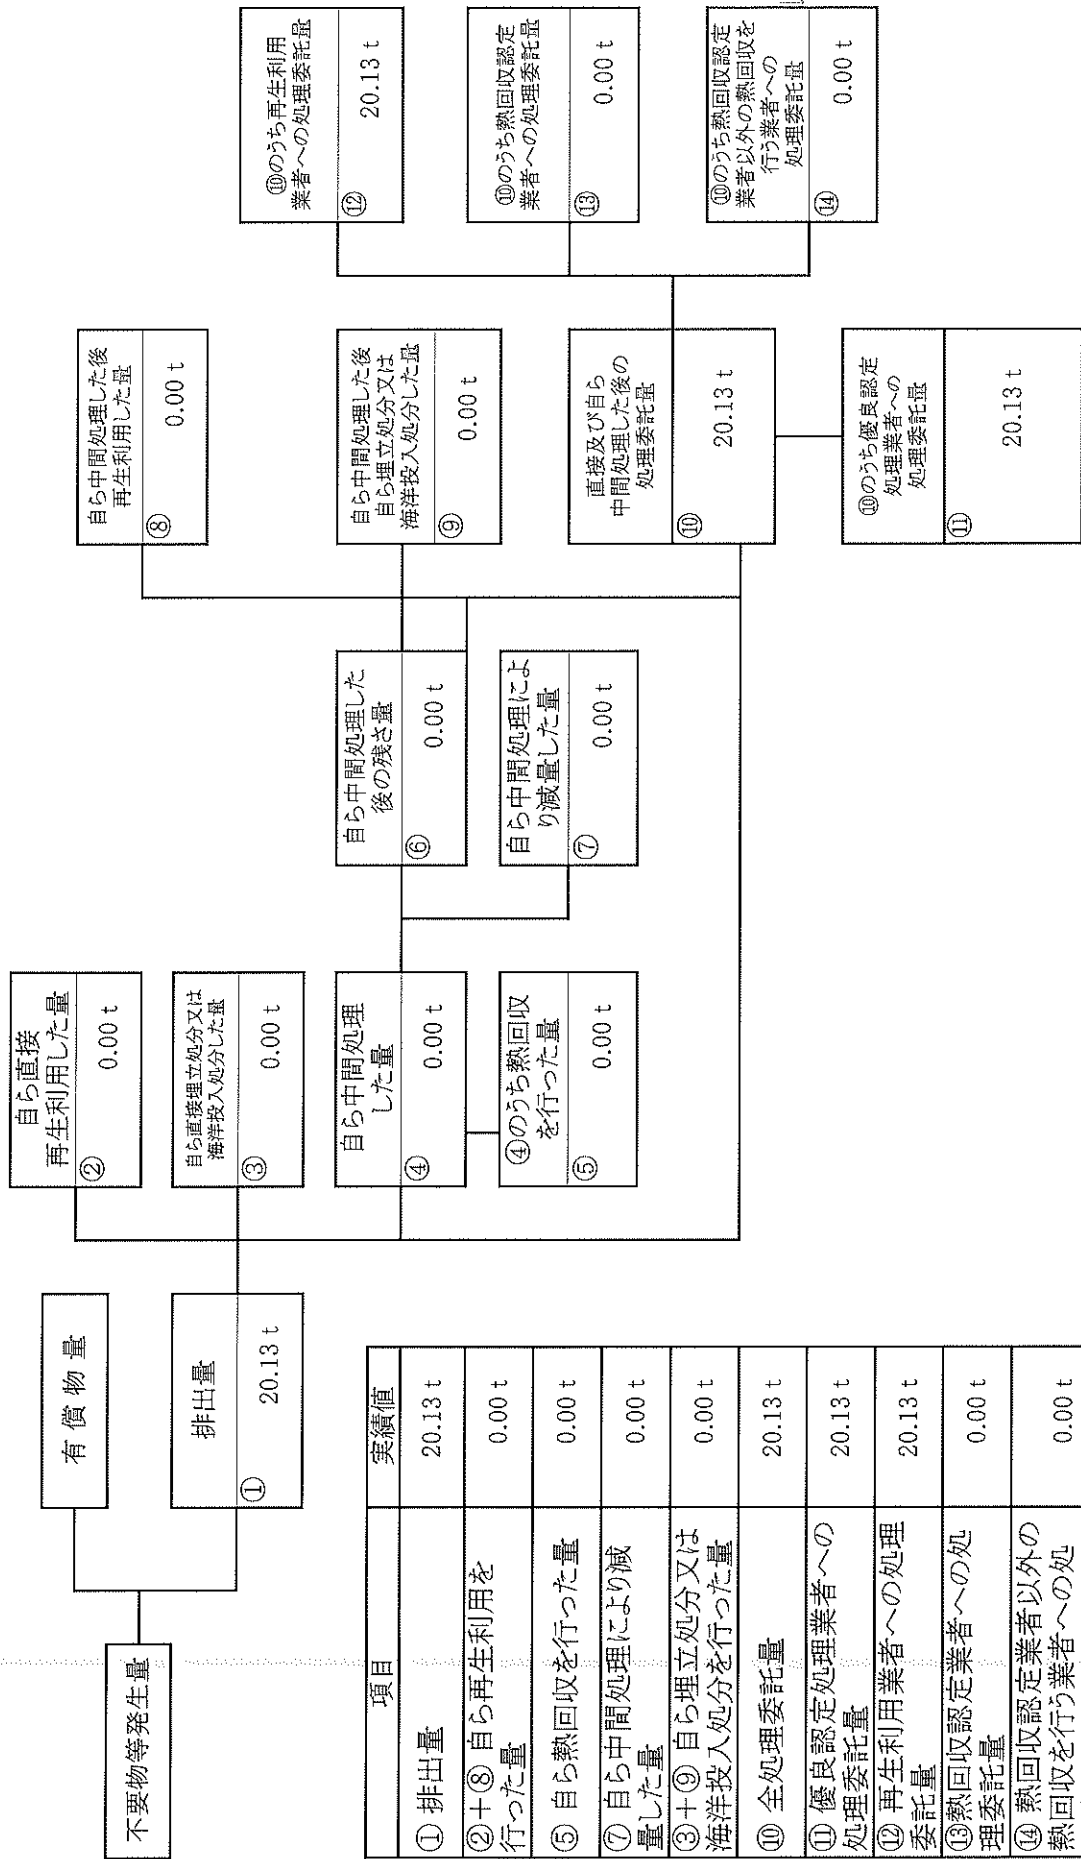 不要物等発生量
有 償 物 量
排出量
①
20.13 t
自ら直接
再生利用した量
②
0.00 t
自ら直接埋立処分又は
海洋投入処分した量
③
0.00 t
自ら中間処理
した量
④
0.00 t
④のうち熱回収
を行った量
⑤
0.00 t
自ら中間処理した
後の残さ量
⑥
0.00 t
自ら中間処理によ
り減量した量
⑦
0.00 t
自ら中間処理した後
再生利用した量
⑧
0.00 t
自ら中間処理した後
自ら埋立処分又は
海洋投入処分した量
⑨
0.00 t
直接及び自ら
中間処理した後の
処理委託量
⑩
20.13 t
⑩のうち優良認定
処理業者への
処理委託量
⑪
20.13 t
⑩のうち再生利用
業者への処理委託量
⑫
20.13 t
⑩のうち熱回収認定
業者への処理委託量
⑬
0.00 t
⑩のうち熱回収認定
業者以外の熱回収を
行う業者への
処理委託量
⑭
0.00 t
項目 実績値
① 排出量 20.13 t
②＋⑧ 自ら再生利用を
行った量 0.00 t
⑤ 自ら熱回収を行った量 0.00 t
⑦ 自ら中間処理により減
量した量 0.00 t
③＋⑨ 自ら埋立処分又は
海洋投入処分を行った量 0.00 t
⑩ 全処理委託量 20.13 t
⑪ 優良認定処理業者への
処理委託量 20.13 t
⑫ 再生利用業者への処理
委託量 20.13 t
⑬熱回収認定業者への処
理委託量 0.00 t
⑭ 熱回収認定業者以外の
熱回収を行う業者への処 0.00 t